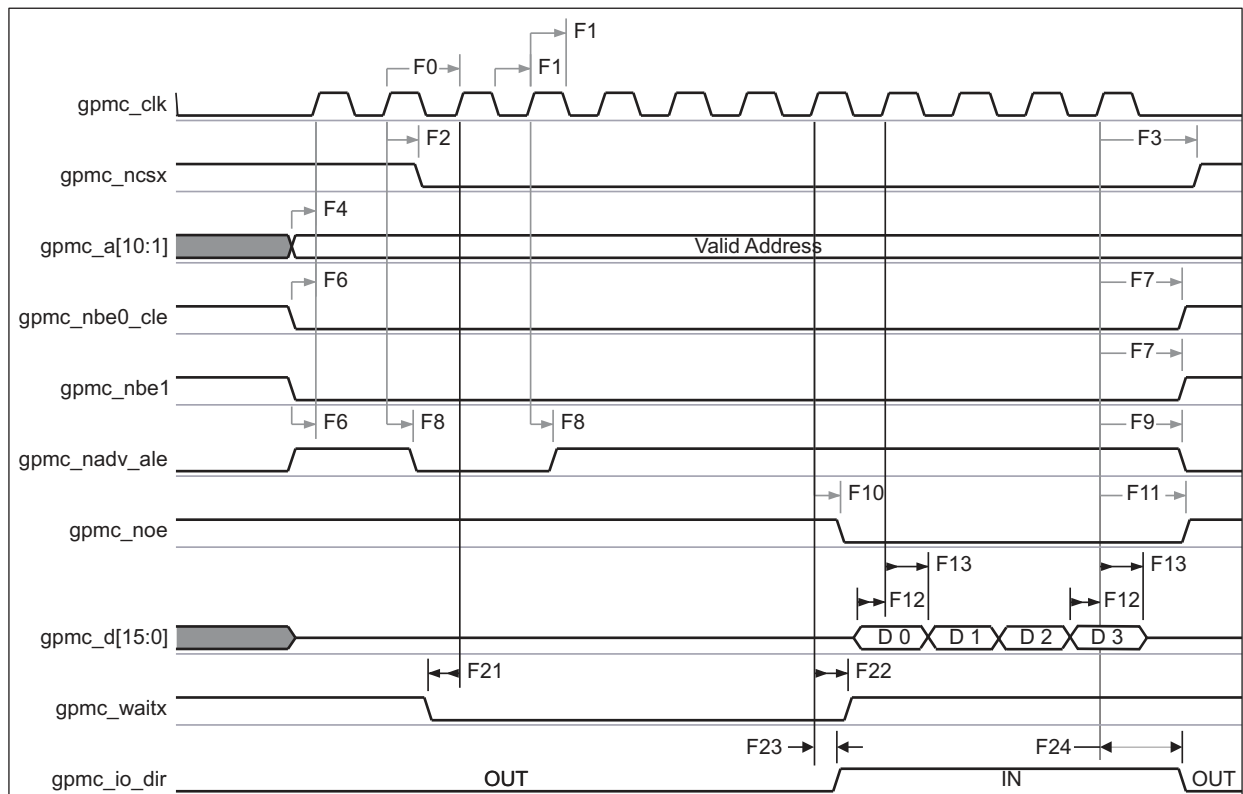 F1
F0
F1
gpmc_clk
F2
F3
gpmc_ncsx
F4
gpmc_a[10:1]
Valid Address
F6
F7
gpmc_nbe0_cle
F7
gpmc_nbe1
F6
F8
F8
F9
gpmc_nadv_ale
F10
F11
gpmc_noe
F13
F13
F12
F12
gpmc_d[15:0]
D 0
D 1
D 2
D 3
F21
F22
gpmc_waitx
F23
F24
gpmc_io_dir
OUT
IN
OUT